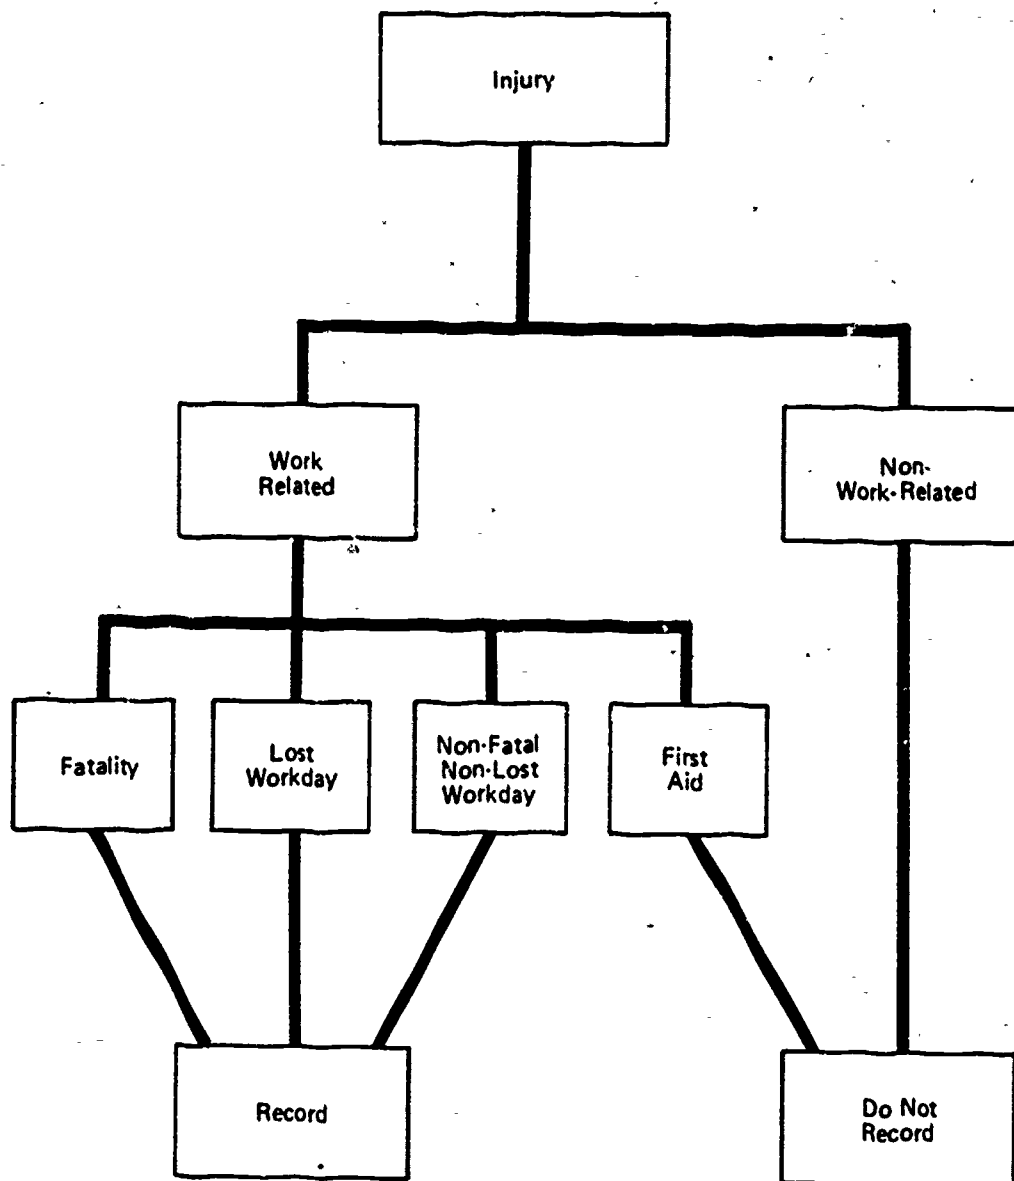 Injury
Work
Related
Non-
Work-Related
Fatality
Lost
Workday
Non-Fatal
Non-Lost
Workday
First
Aid
Record
Do Not
Record